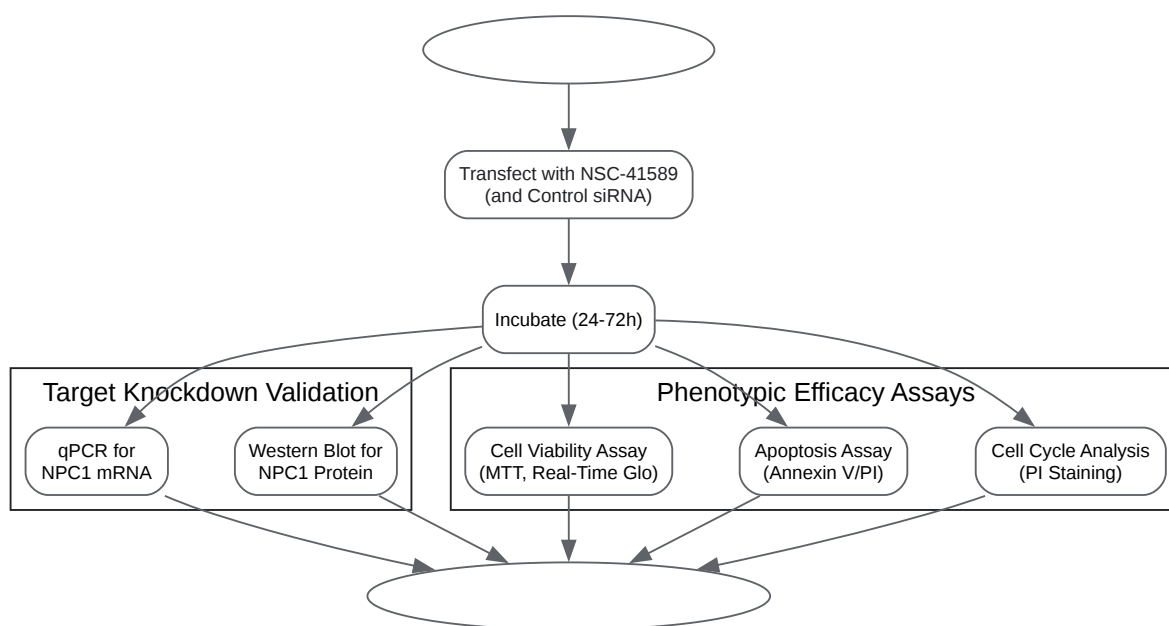 Transfect with NSC-41589
(and Control siRNA)
Incubate (24-72h)
Target Knockdown Validation
Phenotypic Efficacy Assays
qPCR for
NPC1 mRNA
Western Blot for
NPC1 Protein
Cell Viability Assay
(MTT, Real-Time Glo)
Apoptosis Assay
(Annexin V/PI)
Cell Cycle Analysis
(PI Staining)